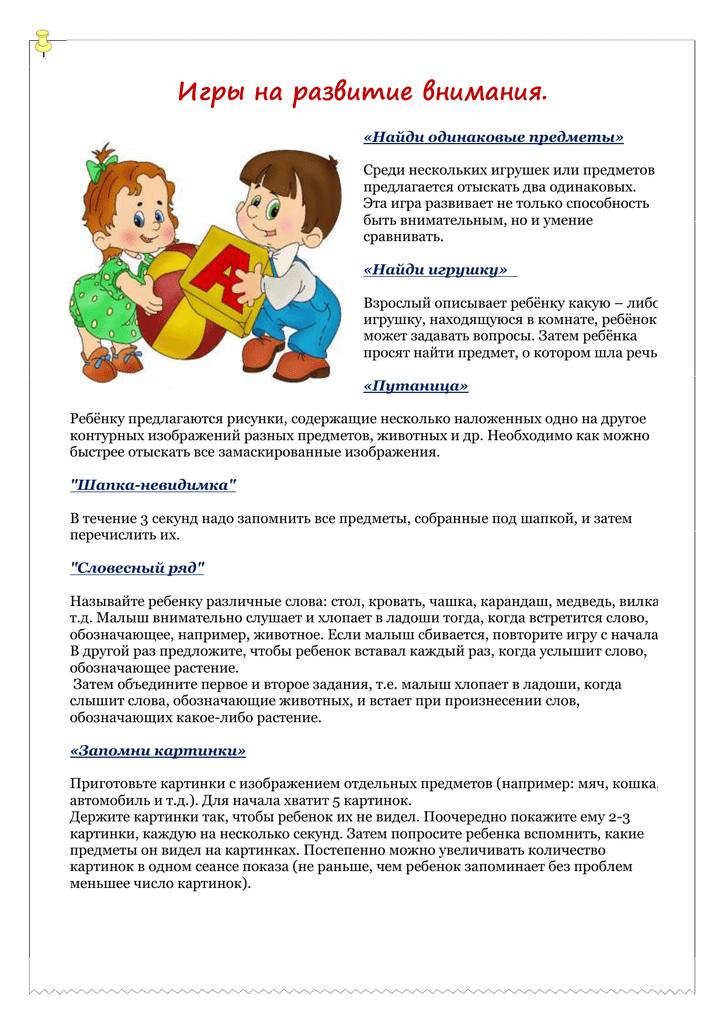 Игры на развитие внимания.
«Найди одинаковые предметы»
Среди нескольких игрушек или предметов
предлагается отыскать два одинаковых.
Эта игра развивает не только способность
быть внимательным, но и умение
сравнивать.
«Найди игрушку»
Взрослый описывает ребёнку какую – либо
игрушку, находящуюся в комнате, ребёнок
может задавать вопросы. Затем ребёнка
просят найти предмет, о котором шла речь
«Путаница»
Ребёнку предлагаются рисунки, содержащие несколько наложенных одно на другое
контурных изображений разных предметов, животных и др. Необходимо как можно
быстрее отыскать все замаскированные изображения.
"Шапка-невидимка"
В течение 3 секунд надо запомнить все предметы, собранные под шапкой, и затем
перечислить их.
"Словесный ряд"
Называйте ребенку различные слова: стол, кровать, чашка, карандаш, медведь, вилка
т.д. Малыш внимательно слушает и хлопает в ладоши тогда, когда встретится слово,
обозначающее, например, животное. Если малыш сбивается, повторите игру с начала
В другой раз предложите, чтобы ребенок вставал каждый раз, когда услышит слово,
обозначающее растение.
Затем объедините первое и второе задания, т.е. малыш хлопает в ладоши, когда
слышит слова, обозначающие животных, и встает при произнесении слов,
обозначающих какое-либо растение.
«Запомни картинки»
Приготовьте картинки с изображением отдельных предметов (например: мяч, кошка,
автомобиль и т.д.). Для начала хватит 5 картинок.
Держите картинки так, чтобы ребенок их не видел. Поочередно покажите ему 2-3
картинки, каждую на несколько секунд. Затем попросите ребенка вспомнить, какие
предметы он видел на картинках. Постепенно можно увеличивать количество
картинок в одном сеансе показа (не раньше, чем ребенок запоминает без проблем
меньшее число картинок).
А